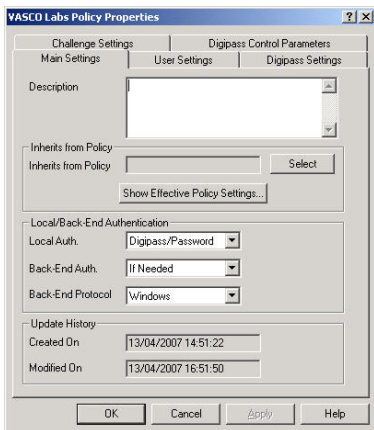 VASCO Labs Policy Properties
Challenge Settings
Digipass Control Parameters
Main Settings
User Settings
Digipass Settings
Description
Inherits from Policy
Inherits from Policy
Select
Show Effective Policy Settings...
Local/Back-End Authentication
Local Auth.
Digipass/Password
Back-End Auth.
If Needed
Back-End Protocol
Windows
Update History
Created On
13/04/2007 14:51:22
Modified On
13/04/2007 16:51:50
OK
Cancel
Apply
Help